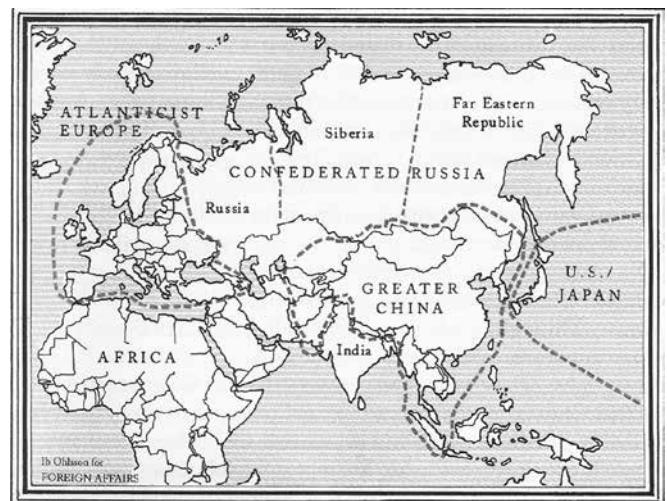 ATLANTICIST
EUROPE
Siberia
Far Eastern
Republic
CONFEDERATED RUSSIA
Russia
GREATER
CHINA
U.S./
JAPAN
AFRICA
India
Ib Ohlsson for
FOREIGN AFFAIRS